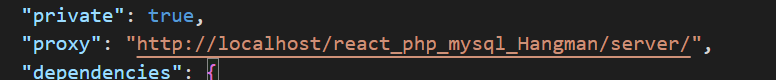 "private": true,
"proxy": "http://localhost/react_php_mysql_Hangman/server/",
"dependencies": {